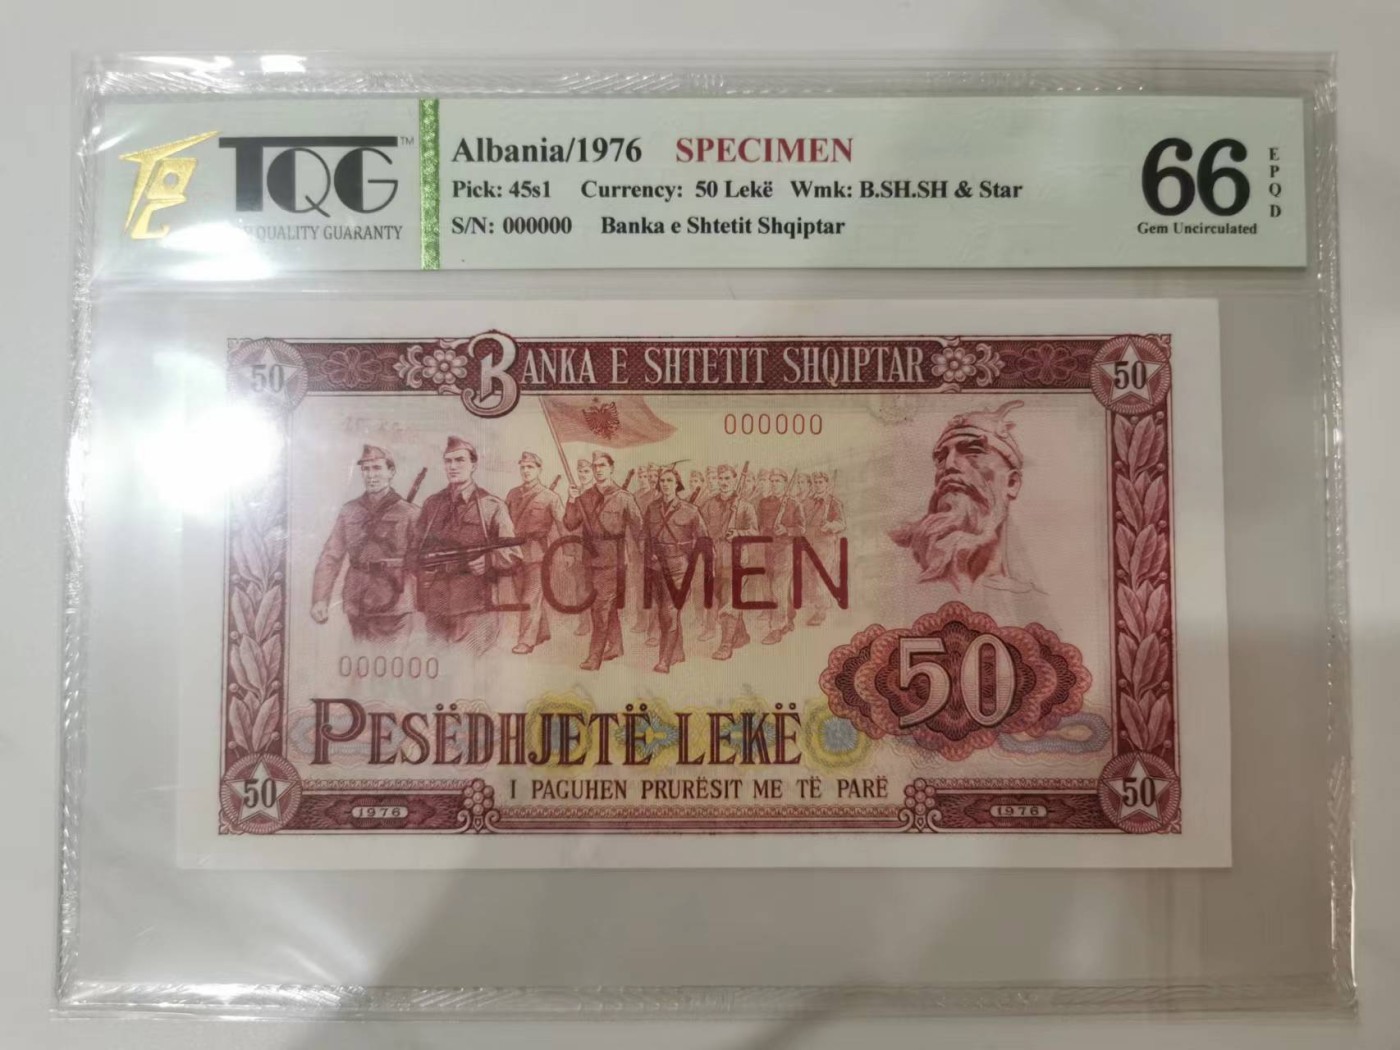 TQG™
QUALITY GUARANTY
Albania/1976 SPECIMEN
Pick: 45s1 Currency: 50 Lekë Wmk: B.SH.SH & Star
S/N: 000000 Banka e Shtetit Shqiptar
66
EPQD
Gem Uncirculated
50 BANKA E SHTETIT SHQIPTAR 50
000000
SPECIMEN
000000
50
PESËDHJETË LEKË
I PAGUHEN PRURËSIT ME TË PARË
50 1976 1976 50